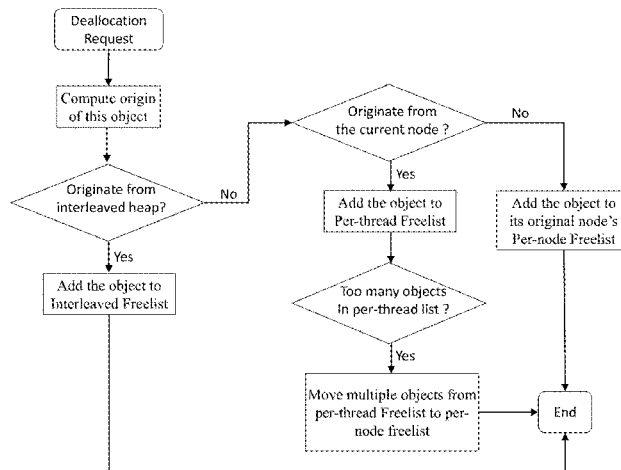 Deallocation
Request
Compute origin
of this object
Originate from
interleaved heap?
No
Yes
Add the object to
Interleaved Freelist
Originate from
the current node ?
No
Yes
Add the object to
Per-thread Freelist
Add the object to
its original node's
Per-node Freelist
Too many objects
in per-thread list ?
Yes
Move multiple objects from
per-thread Freelist to per-
node freelist
End